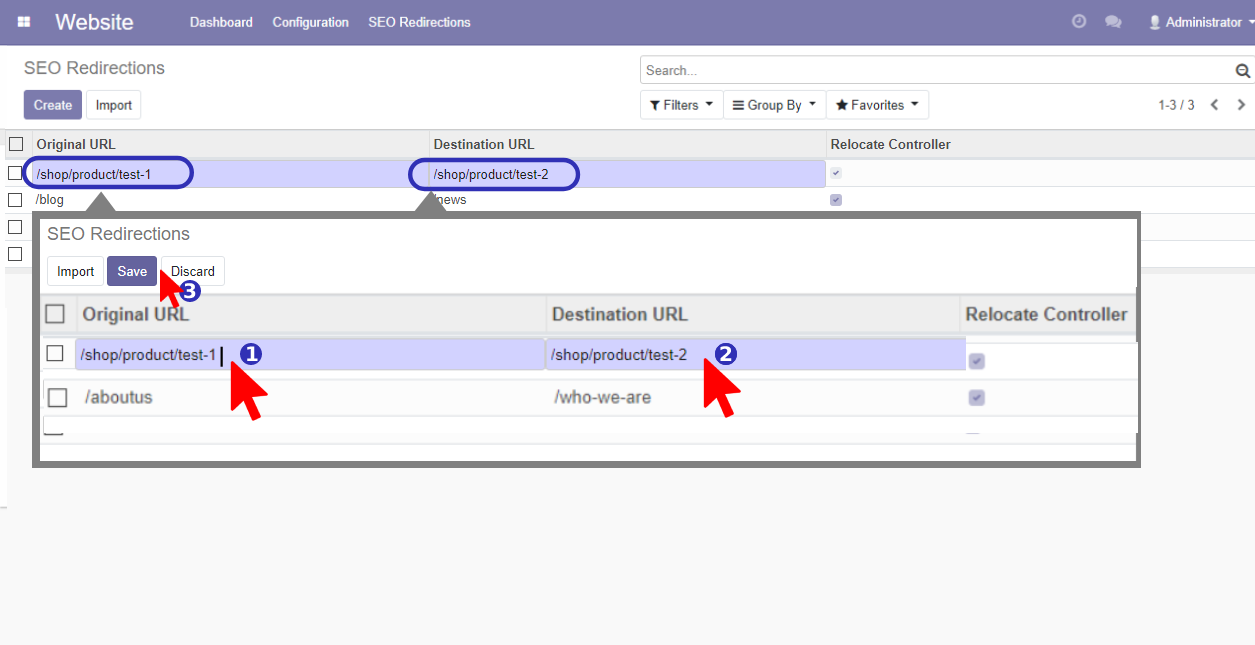 Website Dashboard Configuration SEO Redirections Administrator
SEO Redirections
Search...
Create Import Filters Group By Favorites 1-3 / 3
Original URL Destination URL Relocate Controller
/shop/product/test-1 /shop/product/test-2
/blog /news
SEO Redirections
Import Save Discard
3
Original URL Destination URL Relocate Controller
/shop/product/test-1 1 /shop/product/test-2 2
/aboutus /who-we-are